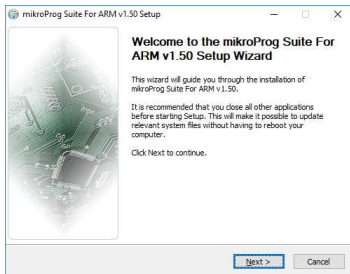 mikroProg Suite For ARM v1.50 Setup
Welcome to the mikroProg Suite For
ARM v1.50 Setup Wizard
This wizard will guide you through the installation of
mikroProg Suite For ARM v1.50.
It is recommended that you close all other applications
before starting Setup. This will make it possible to update
relevant system files without having to reboot your
computer.
Click Next to continue.
Next >
Cancel